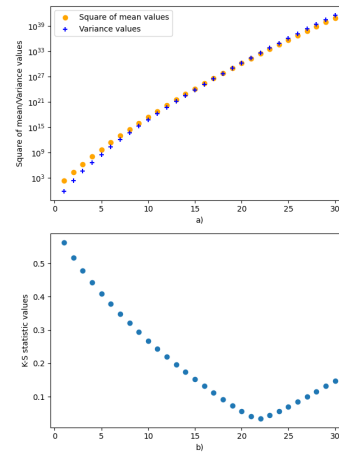 10^39
10^33
10^27
10^21
10^15
10^9
10^3
Square of mean/Variance values
Square of mean values
Variance values
0 5 10 15 20 25 30
a)
0.5
0.4
0.3
0.2
0.1
K-S statistic values
0 5 10 15 20 25 30
b)